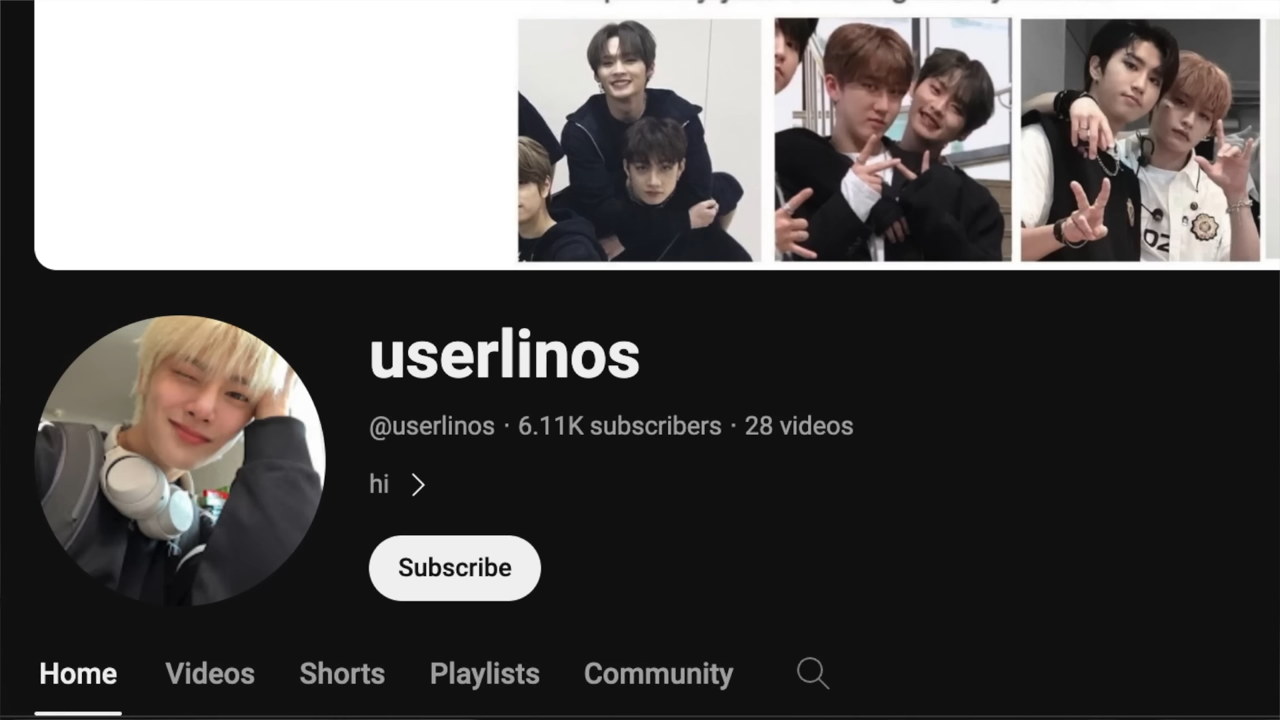 userlinos
@userlinos · 6.11K subscribers · 28 videos
hi
Subscribe
Home Videos Shorts Playlists Community